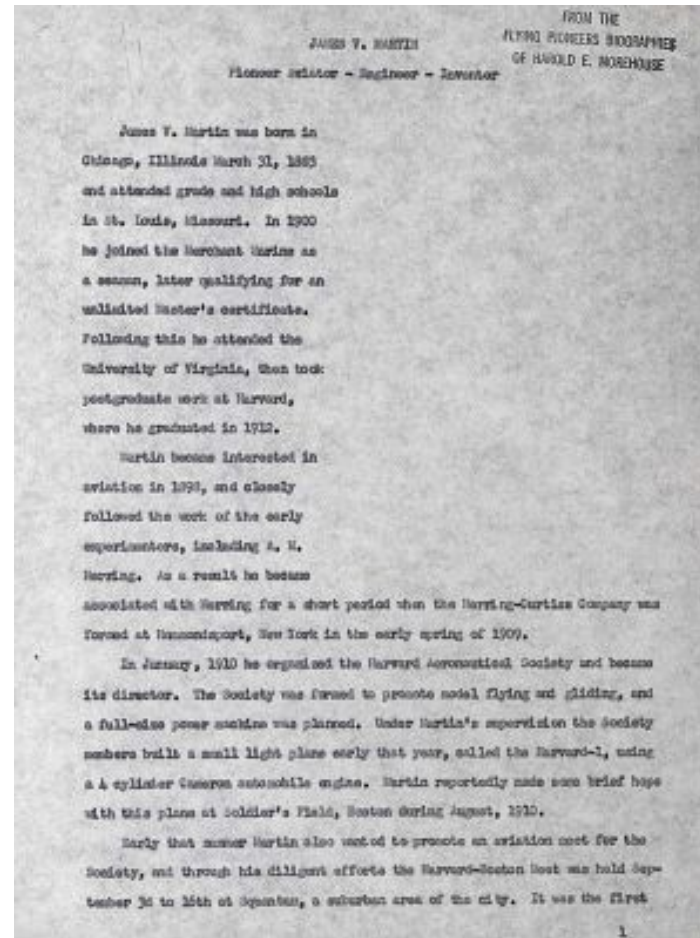 FROM THE
FLYING PIONEERS BIOGRAPHIES
OF HAROLD E. MOREHOUSE
JAMES V. MARTIN
Pioneer Aviator - Engineer - Inventor
James V. Martin was born in
Chicago, Illinois March 31, 1885
and attended grade and high schools
in St. Louis, Missouri. In 1900
he joined the Merchant Marine as
a seaman, later qualifying for an
unlimited Master's certificate.
Following this he attended the
University of Virginia, then took
postgraduate work at Harvard,
where he graduated in 1912.
Martin became interested in
aviation in 1898, and closely
followed the work of the early
experimenters, including A. M.
Herring. As a result he became
associated with Herring for a short period when the Herring-Curtiss Company was
formed at Hammondsport, New York in the early spring of 1909.
In January, 1910 he organized the Harvard Aeronautical Society and became
its director. The Society was formed to promote model flying and gliding, and
a full-size power machine was planned. Under Martin's supervision the Society
members built a small light plane early that year, called the Harvard-1, using
a 4 cylinder Cameron automobile engine. Martin reportedly made some brief hops
with this plane at Soldier's Field, Boston during August, 1910.
Early that summer Martin also wanted to promote an aviation meet for the
Society, and through his diligent efforts the Harvard-Boston Meet was held Sep-
tember 3d to 16th at Squantum, a suburban area of the city. It was the first
1